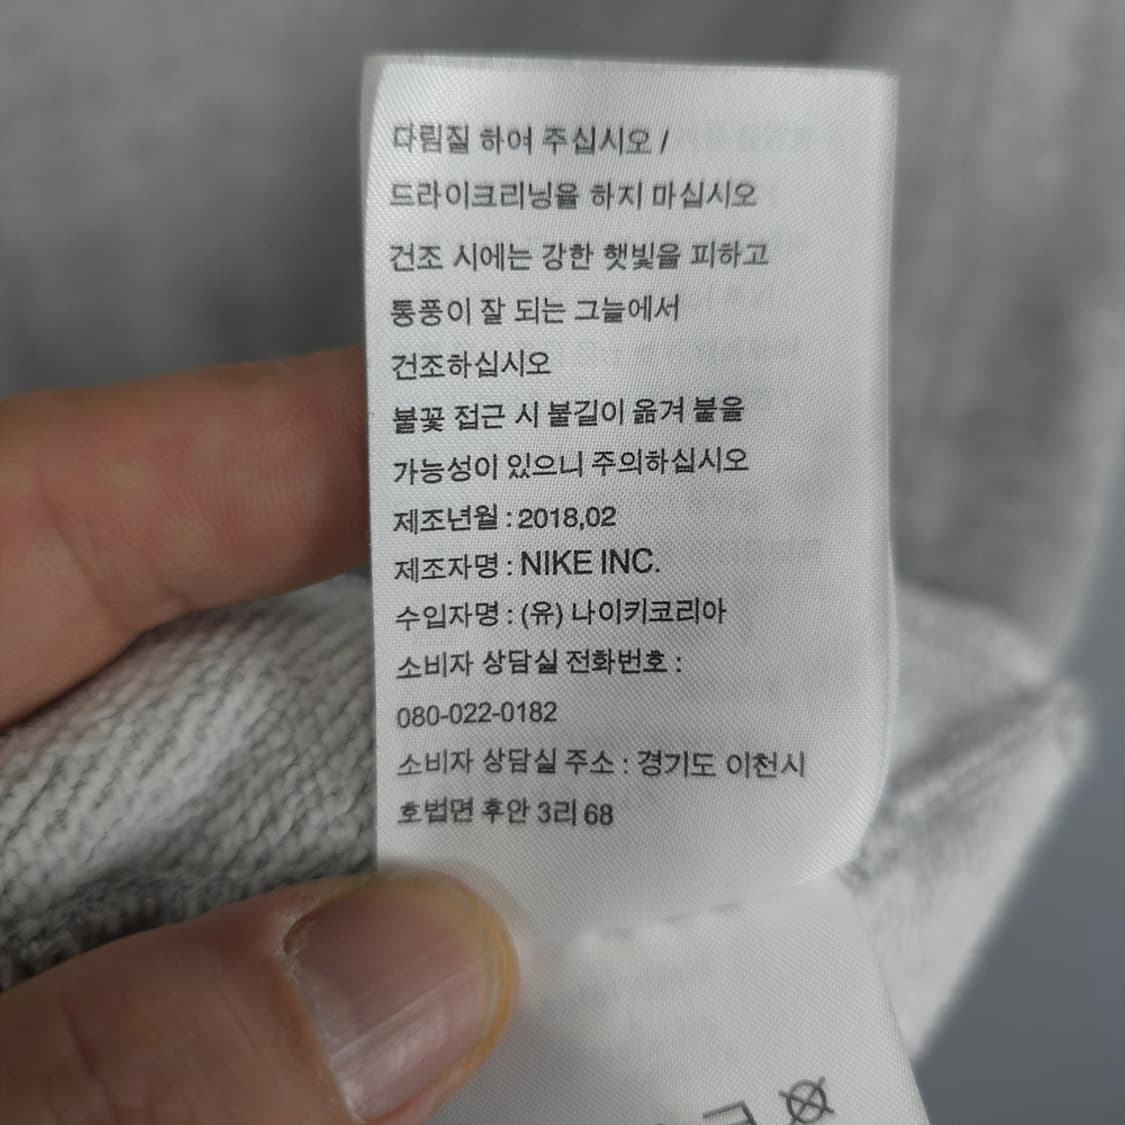 다림질 하여 주십시오 /
드라이크리닝을 하지 마십시오
건조 시에는 강한 햇빛을 피하고
통풍이 잘 되는 그늘에서
건조하십시오
불꽃 접근 시 불길이 옮겨 붙을
가능성이 있으니 주의하십시오
제조년월 : 2018,02
제조자명 : NIKE INC.
수입자명 : (유) 나이키코리아
소비자 상담실 전화번호 :
080-022-0182
소비자 상담실 주소 : 경기도 이천시
호법면 후안 3리 68